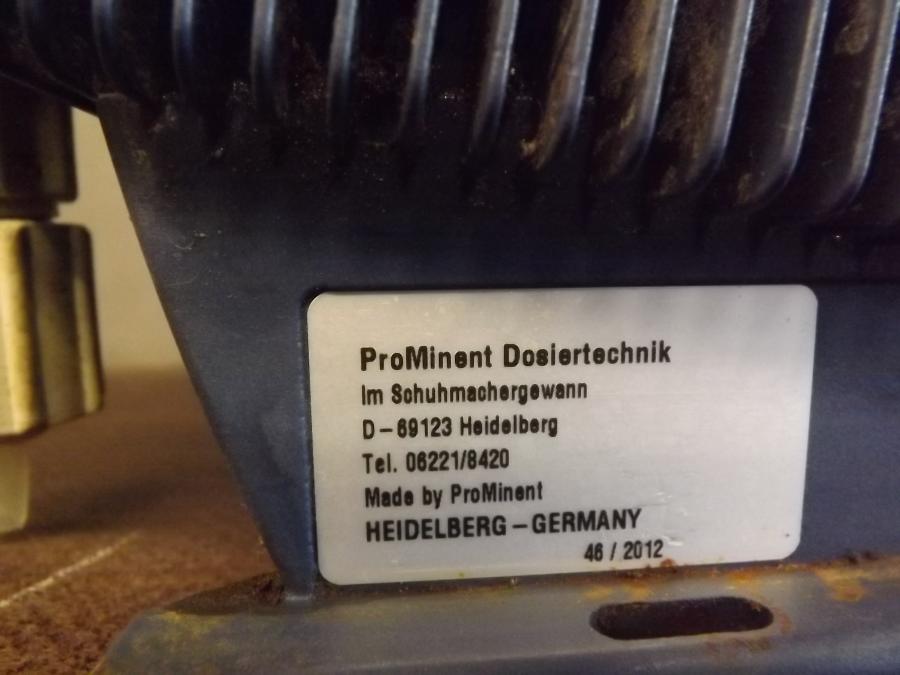 ProMinent Dosiertechnik
Im Schuhmachergewann
D-69123 Heidelberg
Tel. 06221/8420
Made by ProMinent
HEIDELBERG-GERMANY
46 / 2012